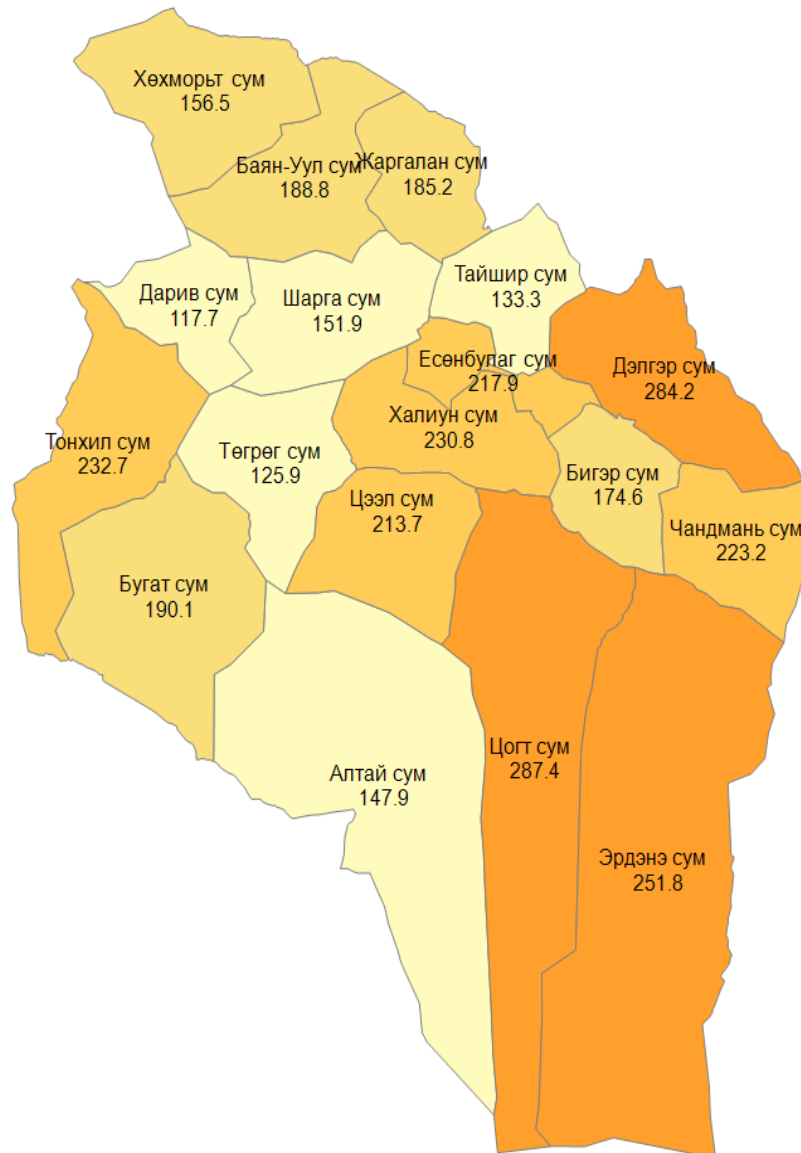 Хөхморьт сум
156.5
Баян-Уул сум
188.8
Жаргалан сум
185.2
Дарив сум
117.7
Шарга сум
151.9
Тайшир сум
133.3
Есөнбулаг сум
217.9
Дэлгэр сум
284.2
Тонхил сум
232.7
Төгрөг сум
125.9
Халиун сум
230.8
Цээл сум
213.7
Бигэр сум
174.6
Чандмань сум
223.2
Бугат сум
190.1
Алтай сум
147.9
Цогт сум
287.4
Эрдэнэ сум
251.8